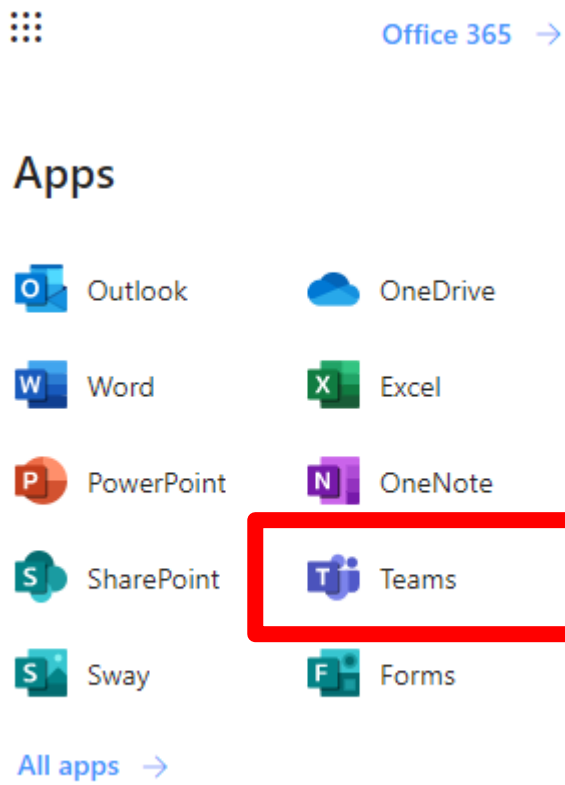 Office 365 →
Apps
O Outlook
OneDrive
W Word
X Excel
P PowerPoint
N OneNote
S SharePoint
T Teams
S Sway
F Forms
All apps →